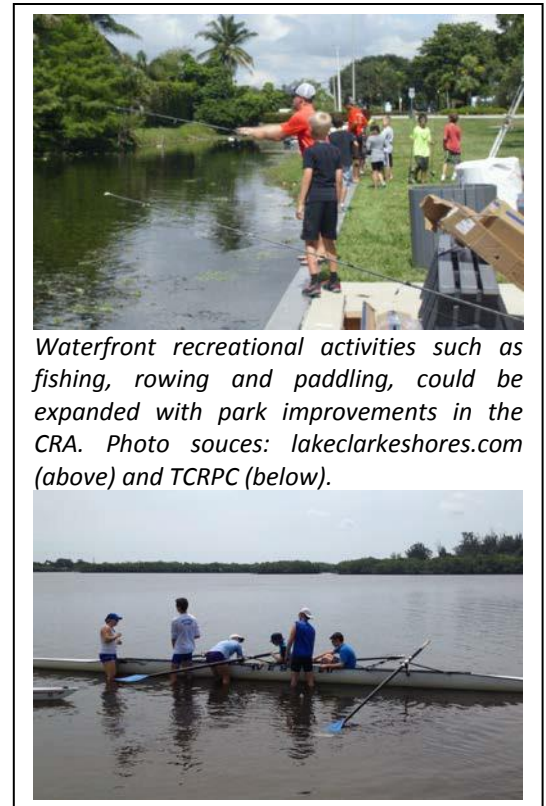 Waterfront recreational activities such as
fishing, rowing and paddling, could be
expanded with park improvements in the
CRA. Photo souces: lakeclarkeshores.com
(above) and TCRPC (below).